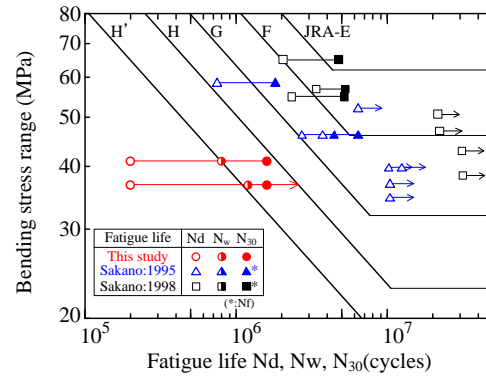 80
70
60
50
40
30
20
Bending stress range (MPa)
H' H G F JRA-E
Fatigue life Nd Nw N30
This study
Sakano:1995 *
Sakano:1998 *
(*:Nf)
10^5 10^6 10^7
Fatigue life Nd, Nw, N30(cycles)